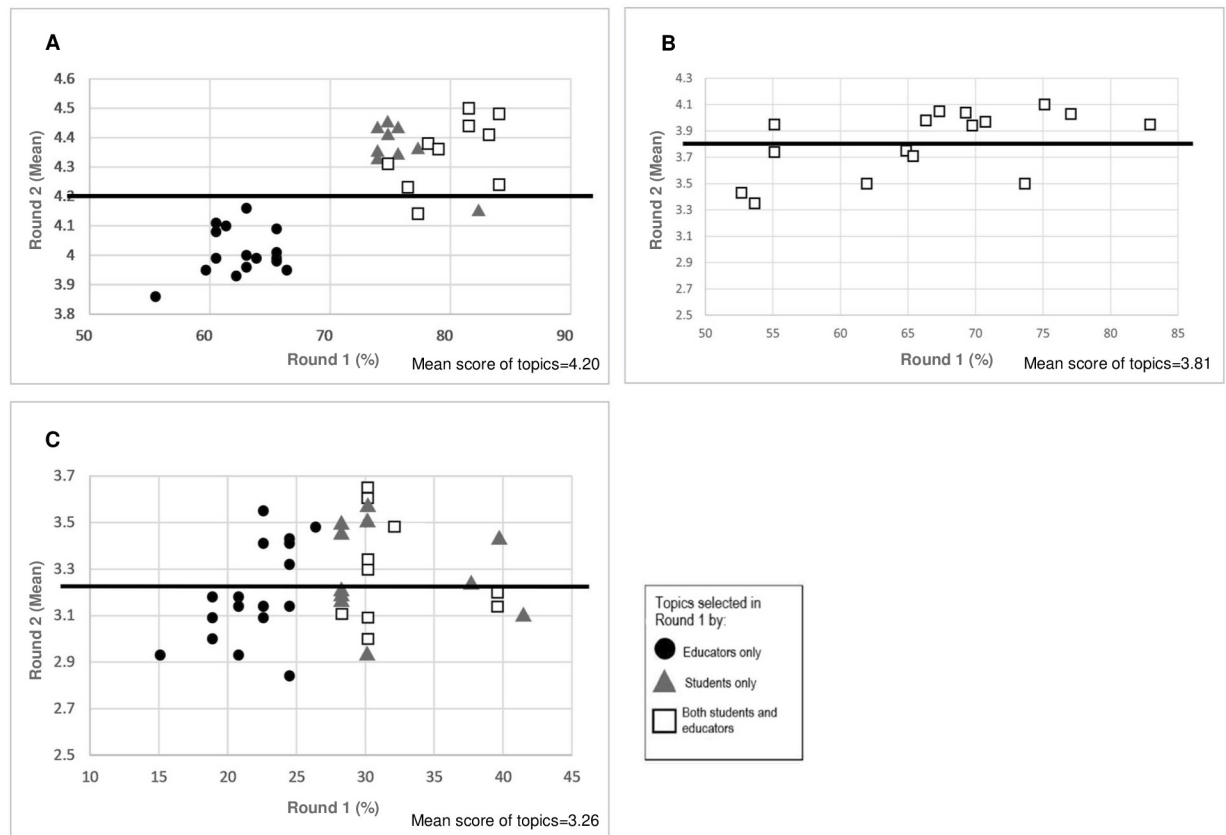 A
4.6
4.5
4.4
4.3
4.2
4.1
4
3.9
3.8
Round 2 (Mean)
50 60 70 80 90
Round 1 (%)
Mean score of topics=4.20
B
4.3
4.1
3.9
3.7
3.5
3.3
3.1
2.9
2.7
2.5
Round 2 (Mean)
50 55 60 65 70 75 80 85
Round 1 (%)
Mean score of topics=3.81
C
3.7
3.5
3.3
3.1
2.9
2.7
2.5
Round 2 (Mean)
10 15 20 25 30 35 40 45
Round 1 (%)
Mean score of topics=3.26
Topics selected in
Round 1 by:
Educators only
Students only
Both students and
educators